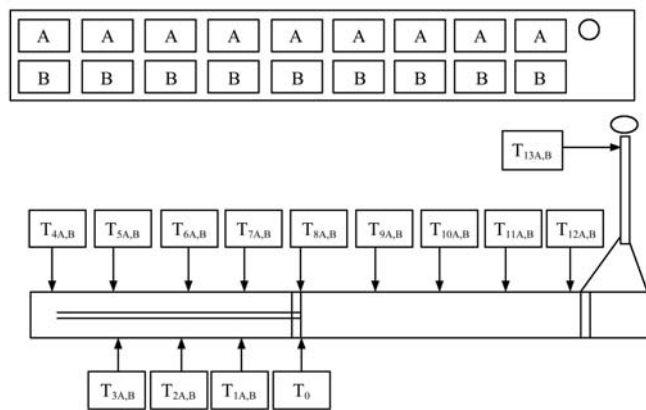 A A A A A A A A A
B B B B B B B B B
T13A,B
T4A,B T5A,B T6A,B T7A,B T8A,B T9A,B T10A,B T11A,B T12A,B
T3A,B T2A,B T1A,B T0